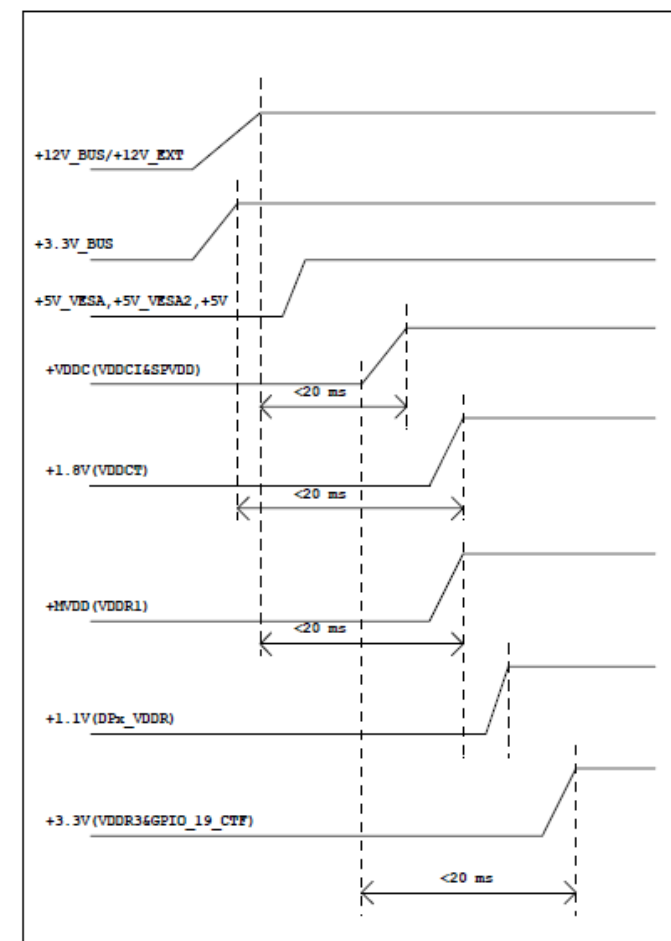 +12V_BUS/+12V_EXT
+3.3V_BUS
+5V_VESA,+5V_VESA2,+5V
+VDDC(VDDCI&SPVDD)
<20 ms
+1.8V(VDDCT)
<20 ms
+MVDD(VDDR1)
<20 ms
+1.1V(DPx_VDDR)
+3.3V(VDDR3&GPIO_19_CTF)
<20 ms